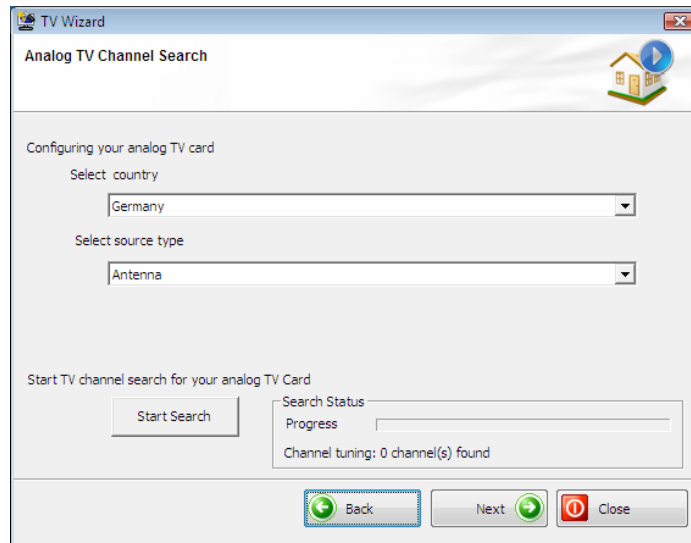 TV Wizard
Analog TV Channel Search
Configuring your analog TV card
Select country
Germany
Select source type
Antenna
Start TV channel search for your analog TV Card
Start Search
Search Status
Progress
Channel tuning: 0 channel(s) found
Back
Next
Close